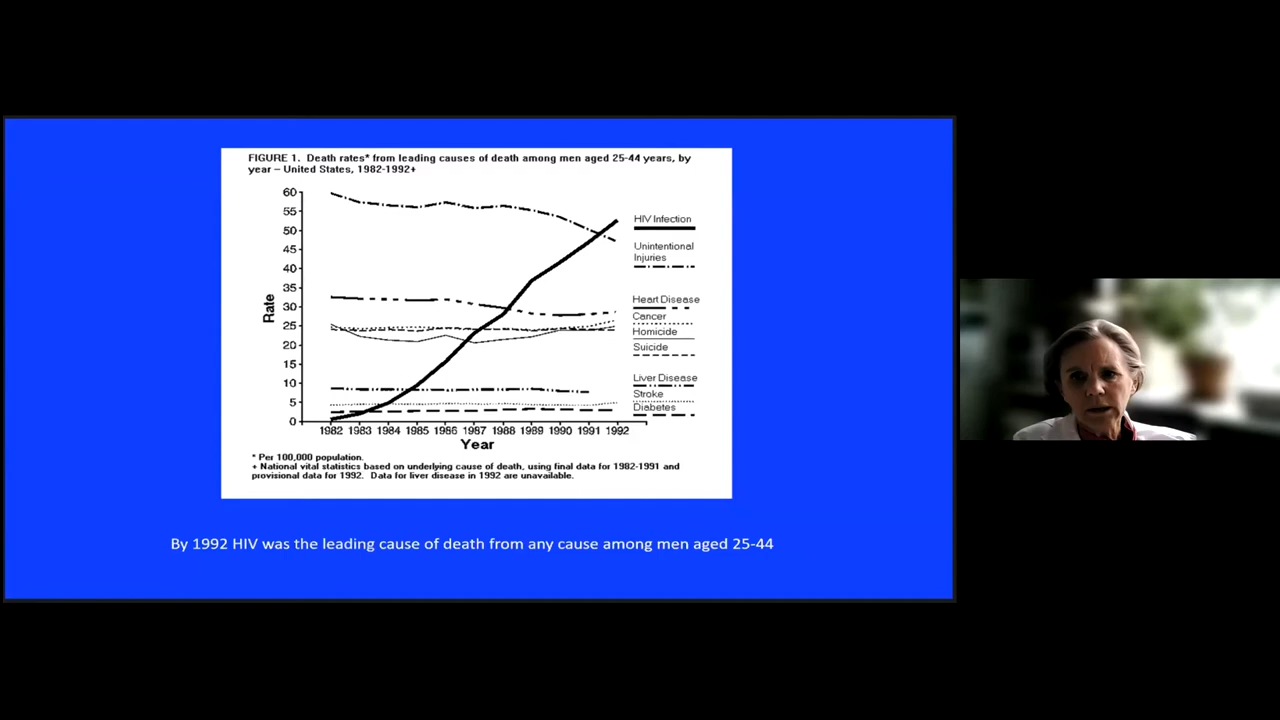 FIGURE 1. Death rates* from leading causes of death among men aged 25-44 years, by
year – United States, 1982-1992+
60
55
50
45
40
35
30
25
20
15
10
5
0
Rate
1982 1983 1984 1985 1986 1987 1988 1989 1990 1991 1992
Year
HIV Infection
Unintentional
Injuries
Heart Disease
Cancer
Homicide
Suicide
Liver Disease
Stroke
Diabetes
* Per 100,000 population.
+ National vital statistics based on underlying cause of death, using final data for 1982-1991 and
provisional data for 1992. Data for liver disease in 1992 are unavailable.
By 1992 HIV was the leading cause of death from any cause among men aged 25-44